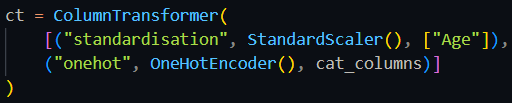 ct = ColumnTransformer(
    [("standardisation", StandardScaler(), ["Age"]),
    ("onehot", OneHotEncoder(), cat_columns)]
)